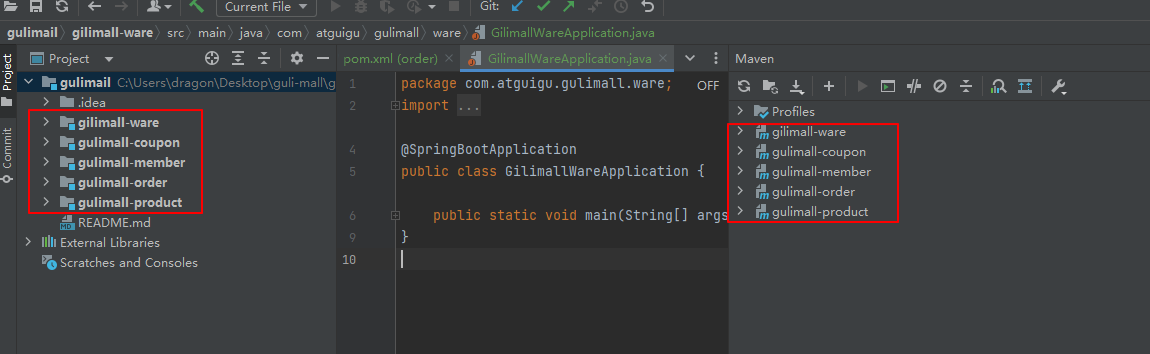 Current File
Git:
gulimail gilimall-ware src main java com atguigu gulimall ware GilimallWareApplication.java
Project
Commit
Project
gulimail C:\Users\dragon\Desktop\guli-mall\g
.idea
gilimall-ware
gulimall-coupon
gulimall-member
gulimall-order
gulimall-product
README.md
External Libraries
Scratches and Consoles
pom.xml (order)
GilimallWareApplication.java
1 package com.atguigu.gulimall.ware;
OFF
2 import ...
4 @SpringBootApplication
5 public class GilimallWareApplication {
6 public static void main(String[] args
9 }
10
Maven
Profiles
gilimall-ware
gulimall-coupon
gulimall-member
gulimall-order
gulimall-product